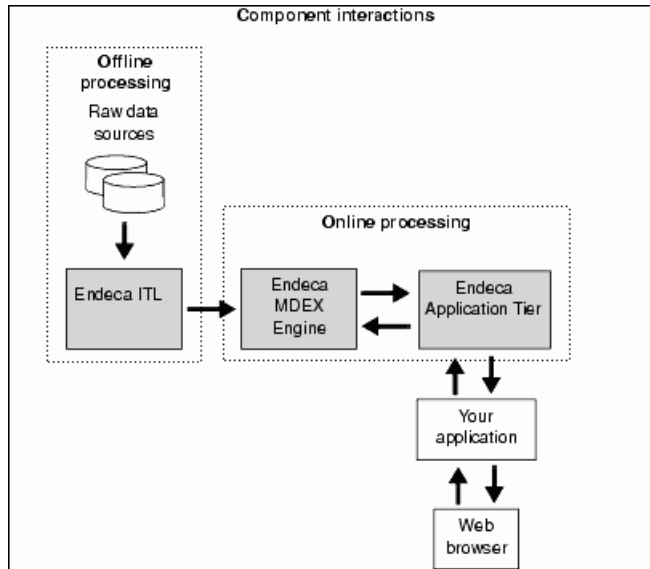 Component interactions
Offline
processing
Raw data
sources
Online processing
Endeca ITL
Endeca
MDEX
Engine
Endeca
Application Tier
Your
application
Web
browser